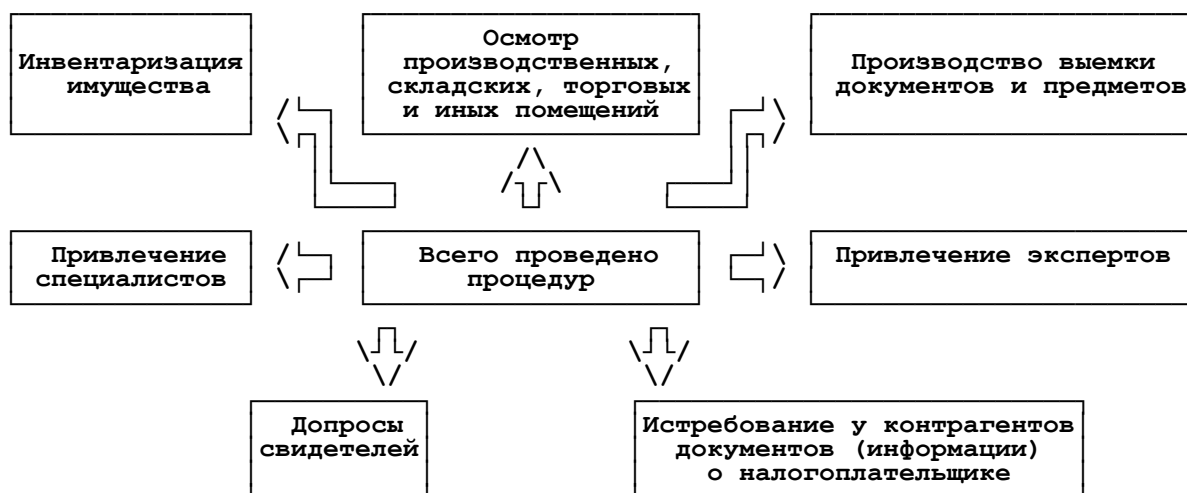 Инвентаризация
имущества
Осмотр
производственных,
складских, торговых
и иных помещений
Производство выемки
документов и предметов
Привлечение
специалистов
Всего проведено
процедур
Привлечение экспертов
Допросы
свидетелей
Истребование у контрагентов
документов (информации)
о налогоплательщике